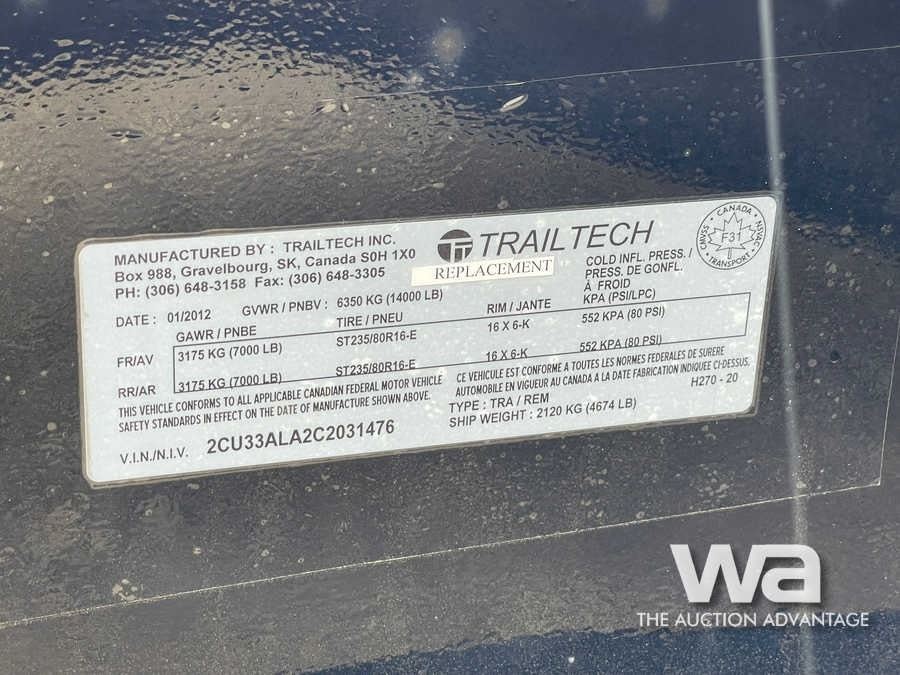 MANUFACTURED BY : TRAILTECH INC.
Box 988, Gravelbourg, SK, Canada S0H 1X0
PH: (306) 648-3158 Fax: (306) 648-3305
TRAILTECH
REPLACEMENT
COLD INFL. PRESS. /
PRESS. DE GONFL.
À FROID
KPA (PSI/LPC)
CANADA
CMVSS
NSVAC
F31
TRANSPORT
DATE : 01/2012 GVWR / PNBV : 6350 KG (14000 LB)
GAWR / PNBE TIRE / PNEU RIM / JANTE
FR/AV 3175 KG (7000 LB) ST235/80R16-E 16 X 6-K 552 KPA (80 PSI)
RR/AR 3175 KG (7000 LB) ST235/80R16-E 16 X 6-K 552 KPA (80 PSI)
THIS VEHICLE CONFORMS TO ALL APPLICABLE CANADIAN FEDERAL MOTOR VEHICLE
SAFETY STANDARDS IN EFFECT ON THE DATE OF MANUFACTURE SHOWN ABOVE.
CE VEHICULE EST CONFORME A TOUTES LES NORMES FEDERALES DE SURERE
AUTOMOBILE EN VIGUEUR AU CANADA A LA DATE FABRICATION INDIQUEE CI-DESSUS.
TYPE : TRA / REM H270 - 20
SHIP WEIGHT : 2120 KG (4674 LB)
V.I.N./N.I.V. 2CU33ALA2C2031476
wa
THE AUCTION ADVANTAGE